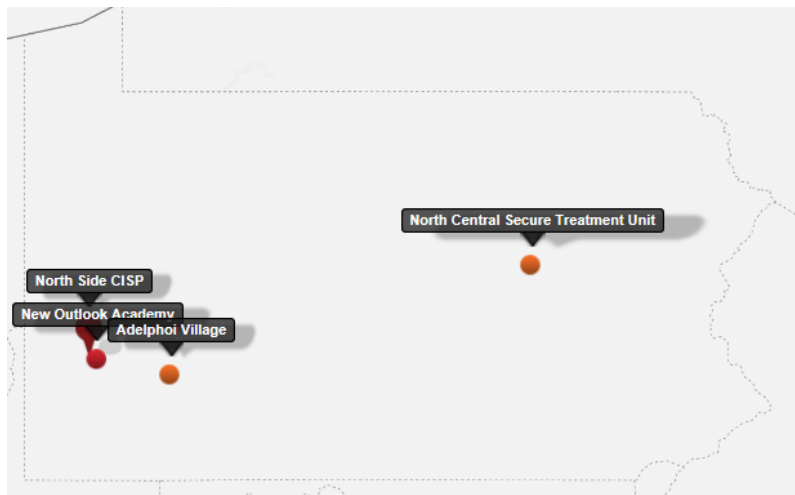 North Central Secure Treatment Unit
North Side CISP
New Outlook Academy
Adelphoi Village